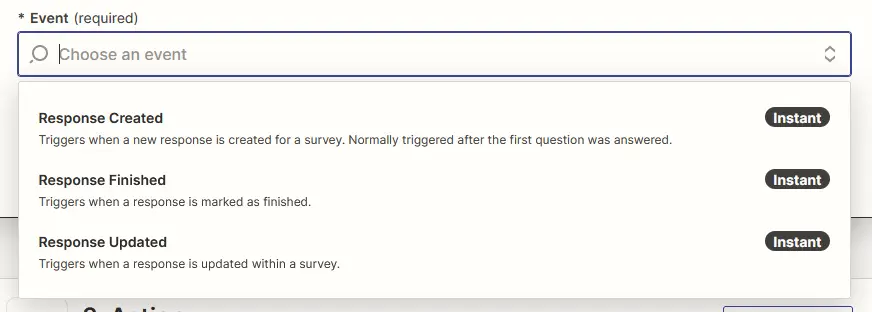 * Event (required)
Choose an event
Response Created
Instant
Triggers when a new response is created for a survey. Normally triggered after the first question was answered.
Response Finished
Instant
Triggers when a response is marked as finished.
Response Updated
Instant
Triggers when a response is updated within a survey.